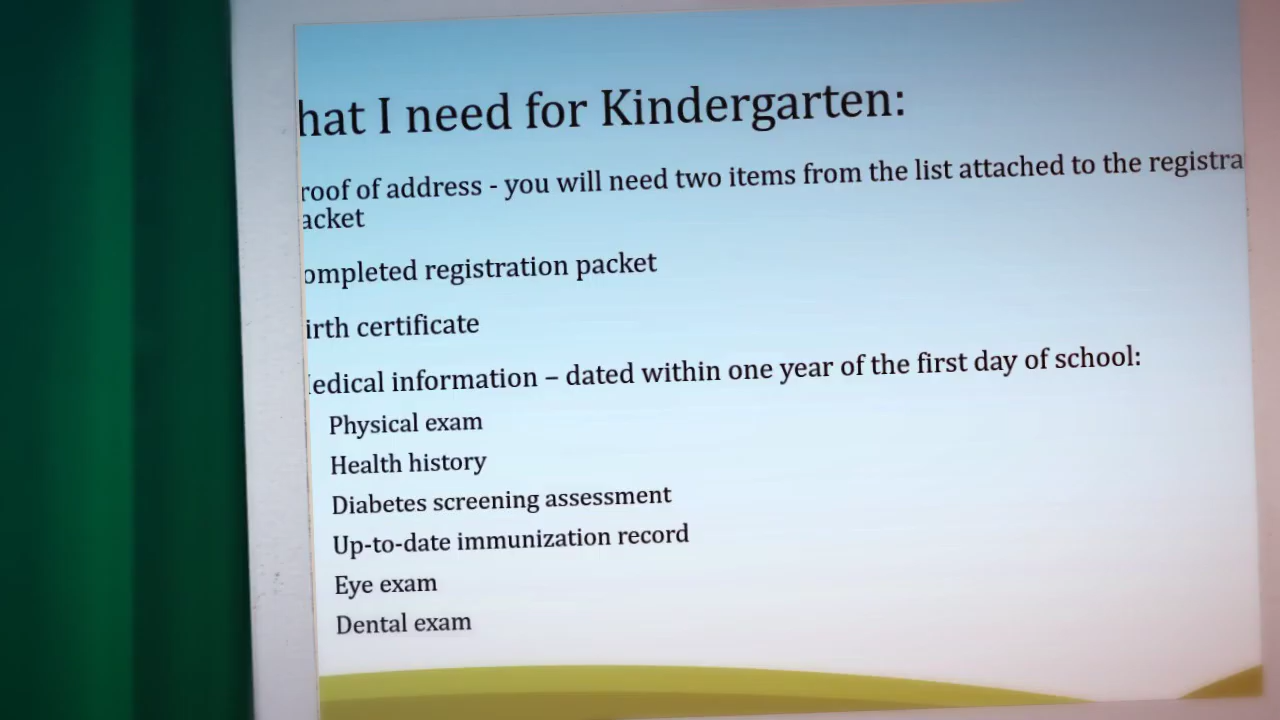 hat I need for Kindergarten:
roof of address - you will need two items from the list attached to the registra
acket
ompleted registration packet
irth certificate
edical information – dated within one year of the first day of school:
Physical exam
Health history
Diabetes screening assessment
Up-to-date immunization record
Eye exam
Dental exam